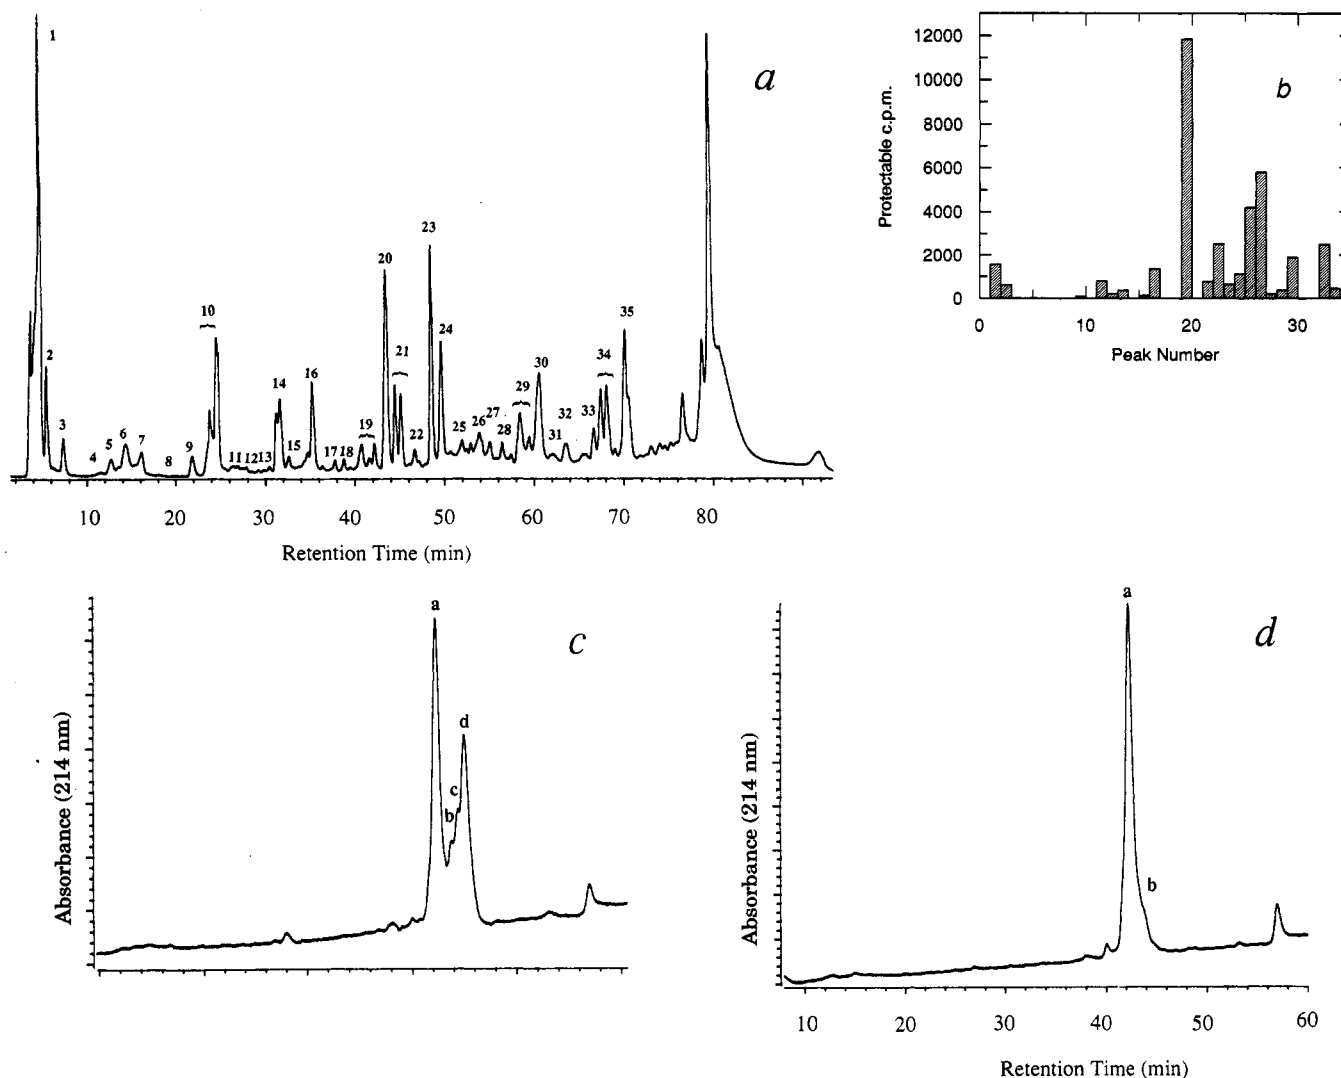 a
1
2
3
4
5
6
7
8
9
10
11
12
13
14
15
16
17
18
19
20
21
22
23
24
25
26
27
28
29
30
31
32
33
34
35
10 20 30 40 50 60 70 80
Retention Time (min)
b
Protectable c.p.m.
12000
10000
8000
6000
4000
2000
0
0 10 20 30
Peak Number
c
Absorbance (214 nm)
a
b
c
d
d
Absorbance (214 nm)
a
b
10 20 30 40 50 60
Retention Time (min)